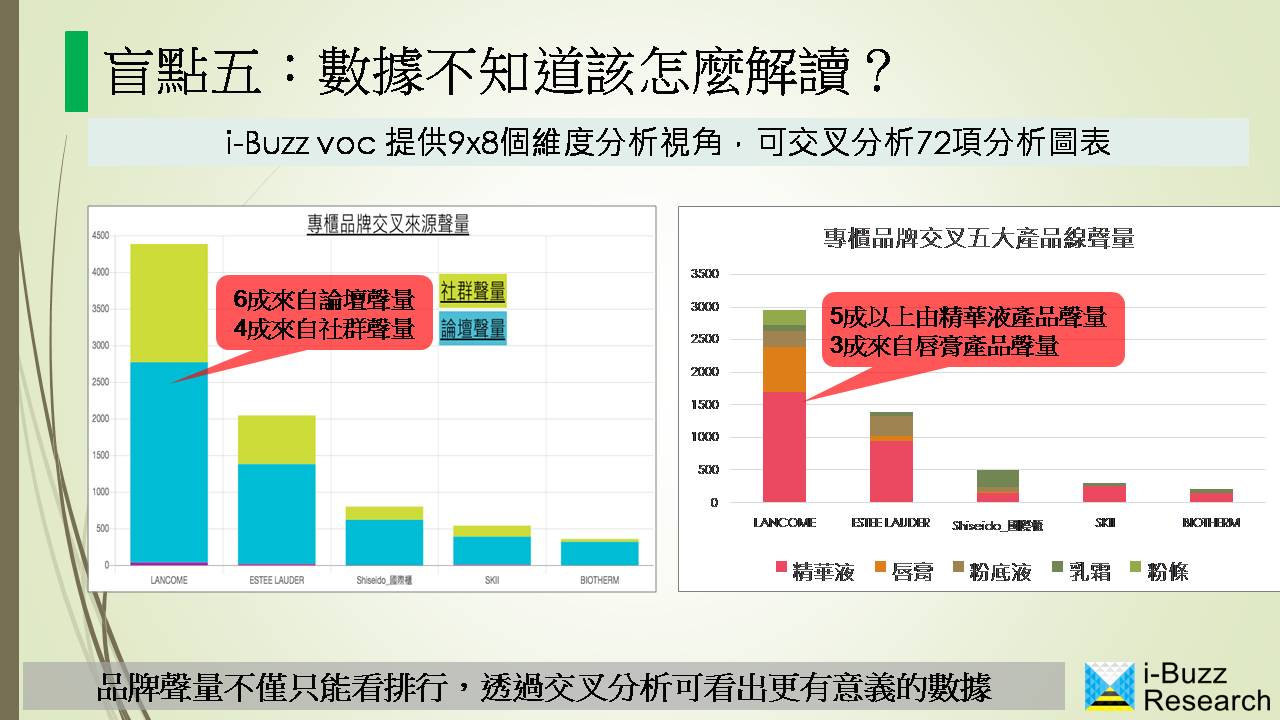 盲點五：數據不知道該怎麼解讀？
i-Buzz voc 提供9x8個維度分析視角，可交叉分析72項分析圖表
專櫃品牌交叉來源聲量
4500
4000
3500
3000
2500
2000
1500
1000
500
0
6成來自論壇聲量
4成來自社群聲量
社群聲量
論壇聲量
LANCOME ESTEE LAUDER Shiseido_國際櫃 SKII BIOTHERM
專櫃品牌交叉五大產品線聲量
3500
3000
2500
2000
1500
1000
500
0
5成以上由精華液產品聲量
3成來自唇膏產品聲量
LANCOME ESTEE LAUDER Shiseido_國際櫃 SKII BIOTHERM
精華液 唇膏 粉底液 乳霜 粉條
品牌聲量不僅只能看排行，透過交叉分析可看出更有意義的數據
i-Buzz
Research